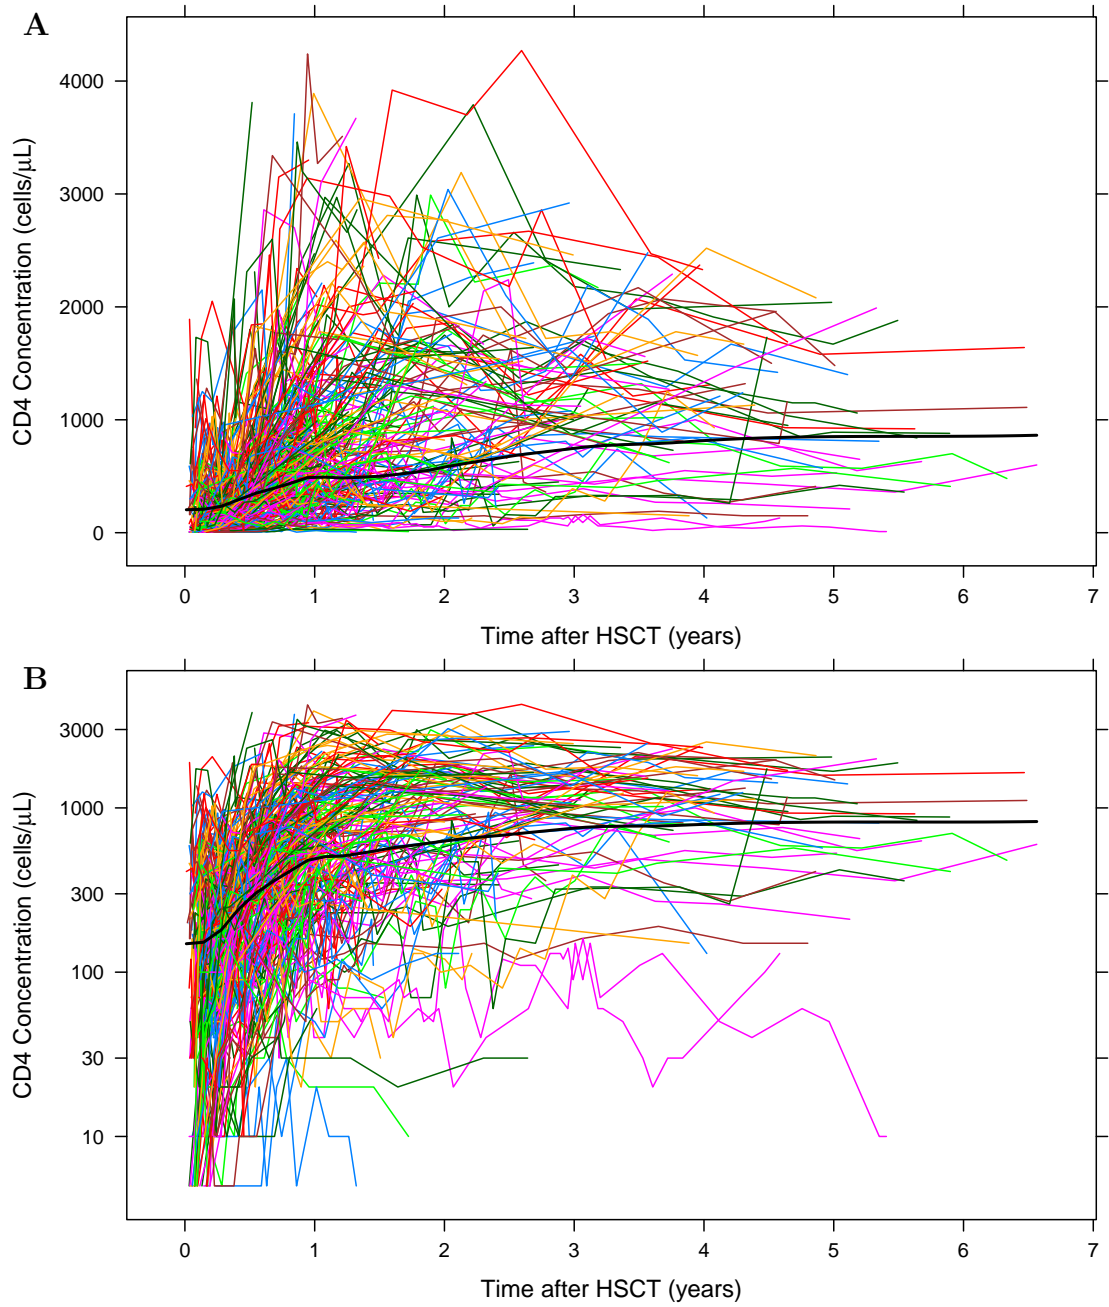 A
CD4 Concentration (cells/μL)
4000
3000
2000
1000
0
0 1 2 3 4 5 6 7
Time after HSCT (years)
B
CD4 Concentration (cells/μL)
3000
1000
300
100
30
10
0 1 2 3 4 5 6 7
Time after HSCT (years)